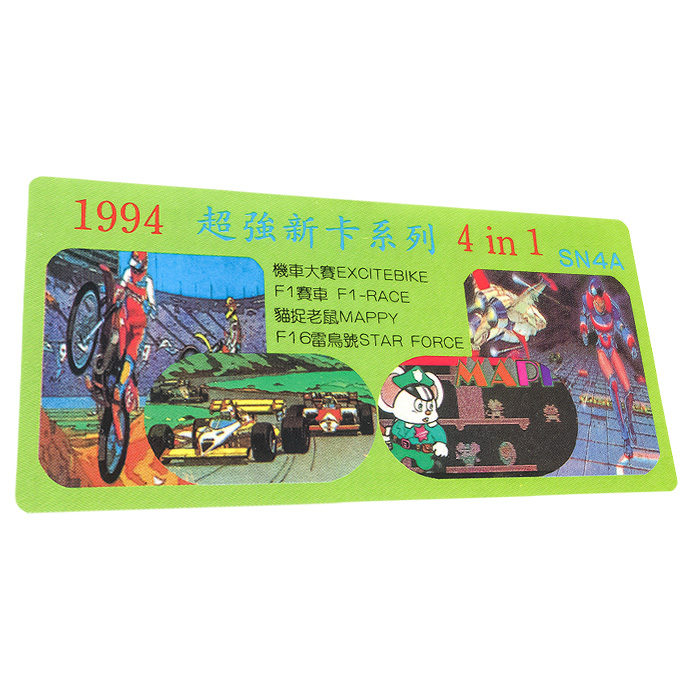 1994 超強新卡系列 4 in 1
SN4A
機車大賽EXCITEBIKE
F1賽車 F1-RACE
貓捉老鼠MAPPY
F16雷鳥號STAR FORCE
MAPP